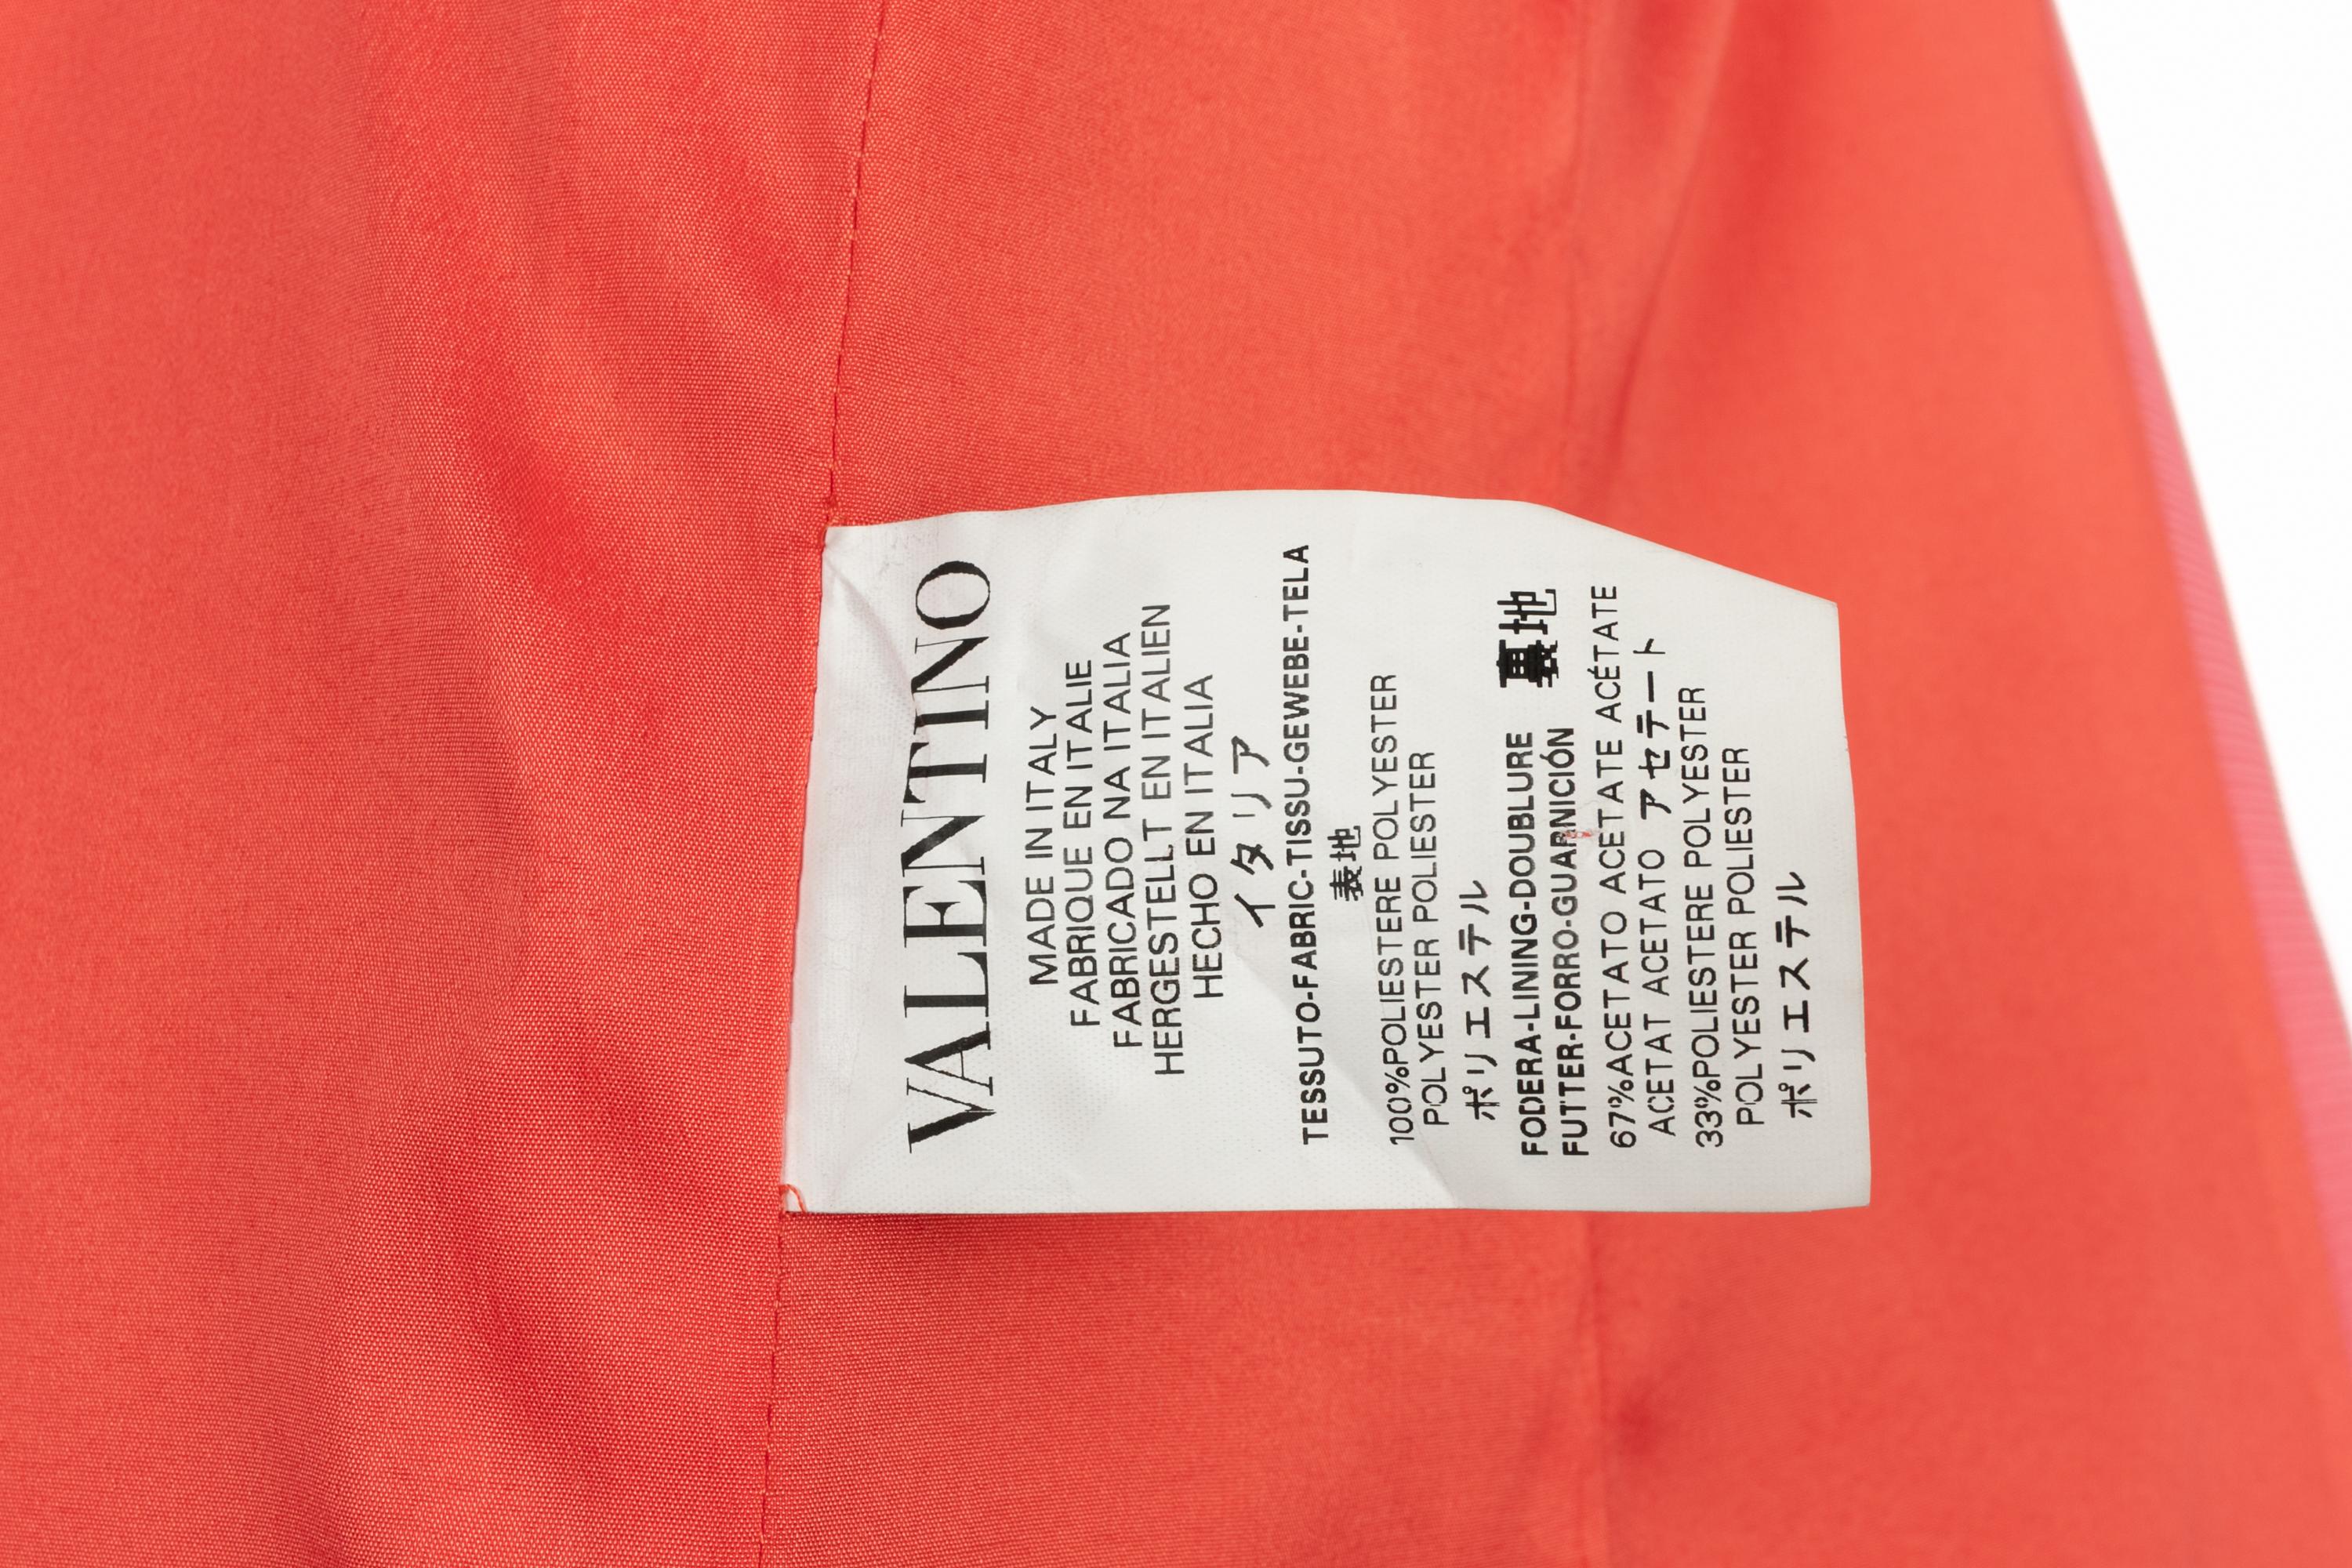 VALENTINO
MADE IN ITALY
FABRIQUE EN ITALIE
FABRICADO NA ITALIA
HERGESTELLT EN ITALIEN
HECHO EN ITALIA
イタリア
TESSUTO-FABRIC-TISSU-GEWEBE-TELA
表地
100%POLIESTERE POLYESTER
POLYESTER POLIESTER
ポリエステル
FODERA-LINING-DOUBLURE 裏地
FUTTER-FORRO-GUARNICIÓN
67%ACETATO ACETATE ACÉTATE
ACETAT ACETATO アセテート
33%POLIESTERE POLYESTER
POLYESTER POLIESTER
ポリエステル